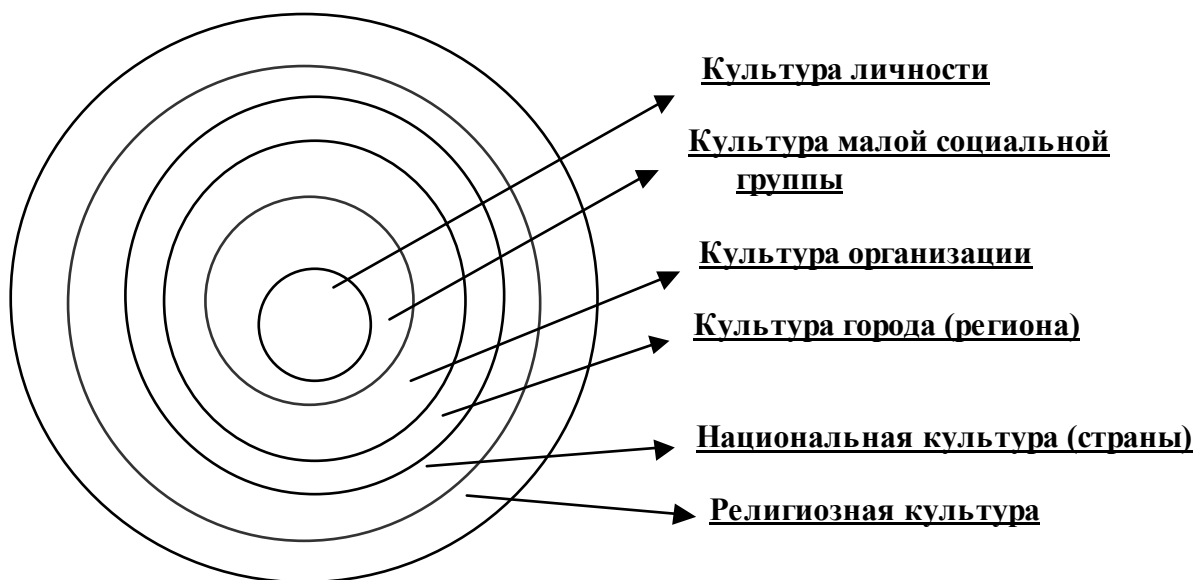 Культура личности
Культура малой социальной
группы
Культура организации
Культура города (региона)
Национальная культура (страны)
Религиозная культура